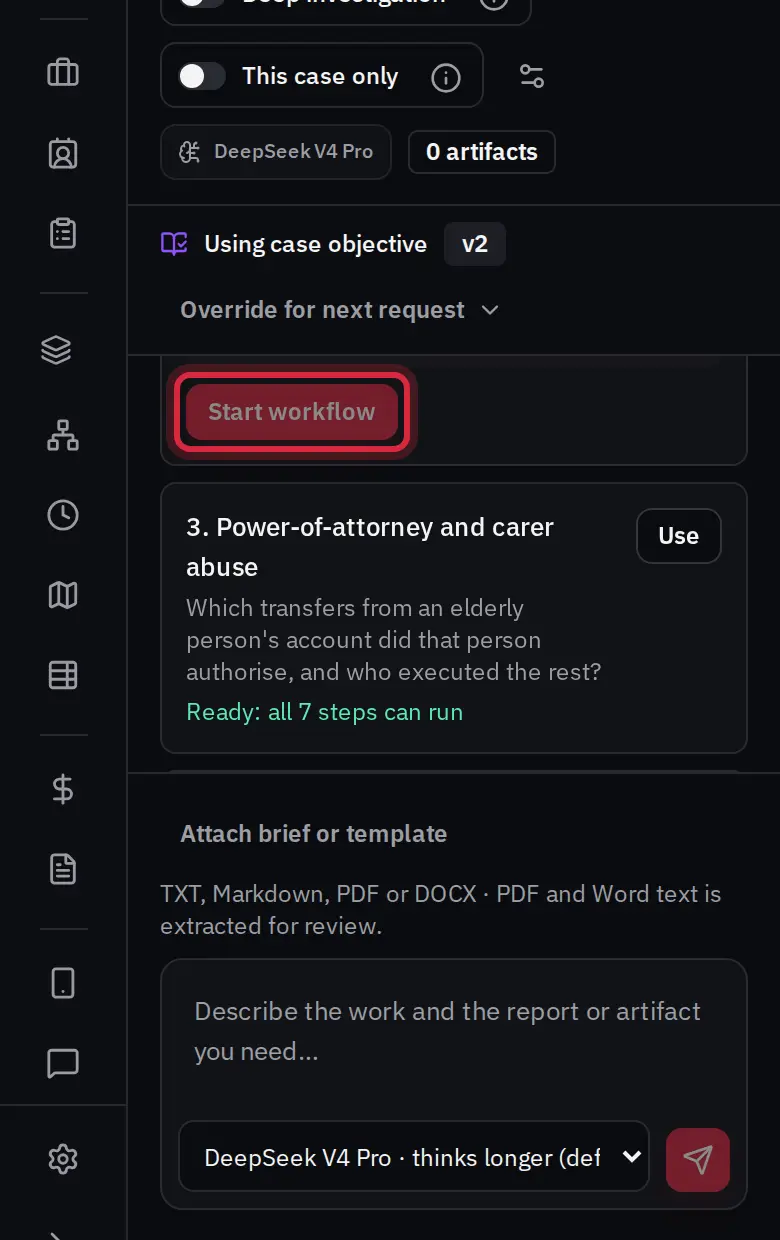 This case only
DeepSeek V4 Pro
0 artifacts
Using case objective
v2
Override for next request
Start workflow
3. Power-of-attorney and carer
abuse
Use
Which transfers from an elderly
person's account did that person
authorise, and who executed the rest?
Ready: all 7 steps can run
Attach brief or template
TXT, Markdown, PDF or DOCX · PDF and Word text is
extracted for review.
Describe the work and the report or artifact
you need...
DeepSeek V4 Pro · thinks longer (def